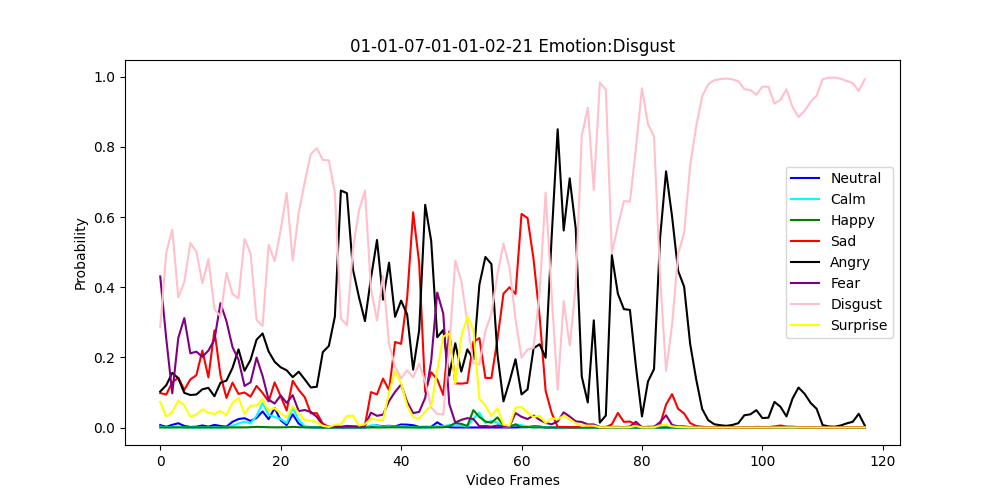 01-01-07-01-01-02-21 Emotion:Disgust
Probability
1.0
0.8
0.6
0.4
0.2
0.0
0 20 40 60 80 100 120
Video Frames
Neutral
Calm
Happy
Sad
Angry
Fear
Disgust
Surprise